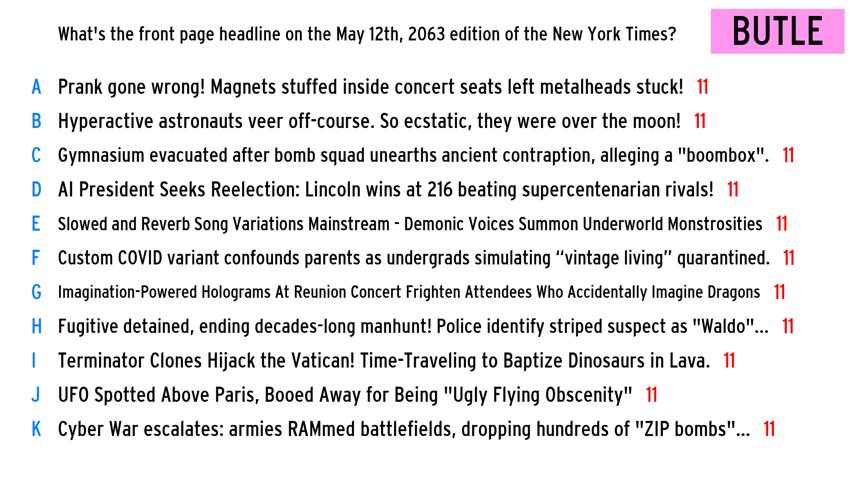 What's the front page headline on the May 12th, 2063 edition of the New York Times?
BUTLE
A Prank gone wrong! Magnets stuffed inside concert seats left metalheads stuck! 11
B Hyperactive astronauts veer off-course. So ecstatic, they were over the moon! 11
C Gymnasium evacuated after bomb squad unearths ancient contraption, alleging a "boombox". 11
D AI President Seeks Reelection: Lincoln wins at 216 beating supercentenarian rivals! 11
E Slowed and Reverb Song Variations Mainstream - Demonic Voices Summon Underworld Monstrosities 11
F Custom COVID variant confounds parents as undergrads simulating “vintage living” quarantined. 11
G Imagination-Powered Holograms At Reunion Concert Frighten Attendees Who Accidentally Imagine Dragons 11
H Fugitive detained, ending decades-long manhunt! Police identify striped suspect as "Waldo"... 11
I Terminator Clones Hijack the Vatican! Time-Traveling to Baptize Dinosaurs in Lava. 11
J UFO Spotted Above Paris, Booed Away for Being "Ugly Flying Obscenity" 11
K Cyber War escalates: armies RAMmed battlefields, dropping hundreds of "ZIP bombs"... 11